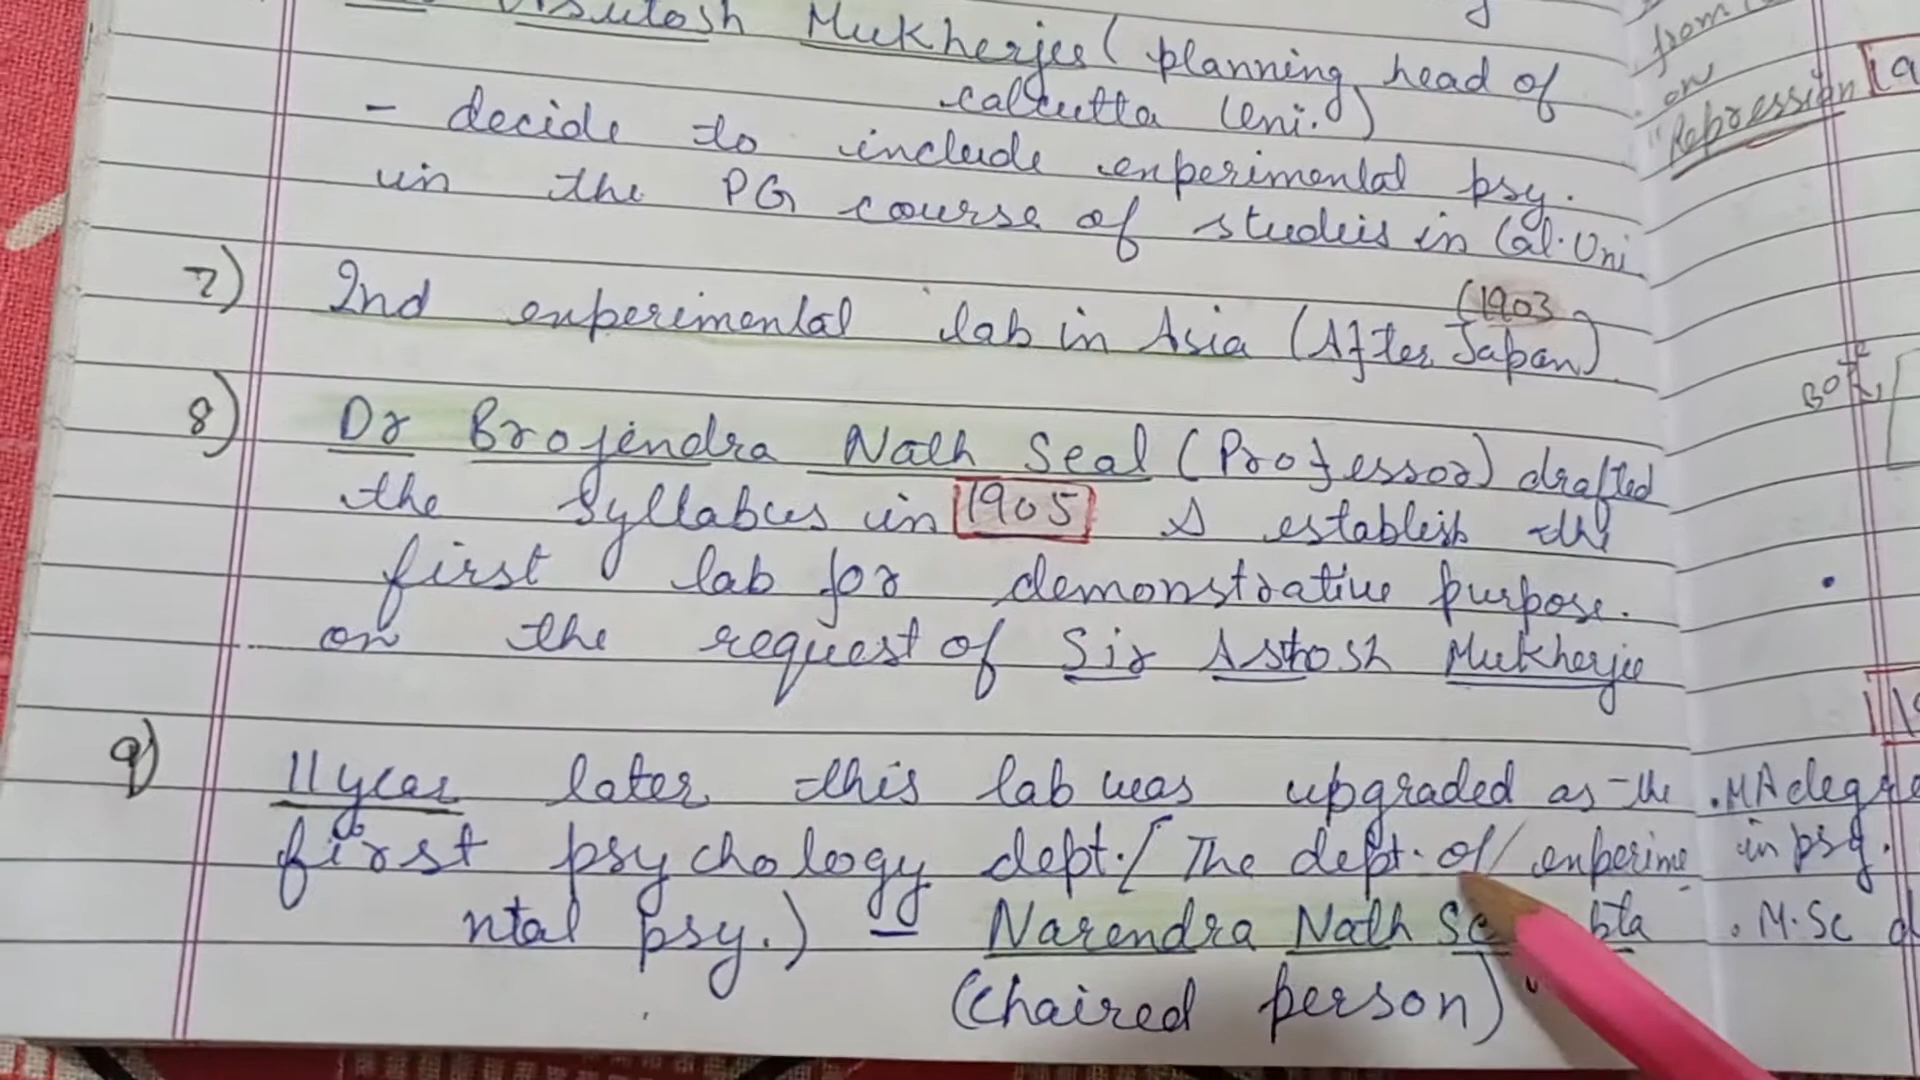 Asutosh Mukherjee ( planning head of
Calcutta Uni.)
- decide to include experimental psy.
in the PG course of studies in Cal. Uni
7) 2nd experimental lab in Asia (After Japan)
(1903
8) Dr Brojendra Nath Seal (Professor) drafted
the syllabus in 1905 & establish the
first lab for demonstrative purpose.
on the request of Sir Astosh Mukherjee
9) 11 year later this lab was upgraded as the
first psychology dept. / The dept. of / experime
ntal psy.) - Narendra Nath
(Chaired person)
from
on
"Repression
. MA degree
in psy.
. M.Sc d